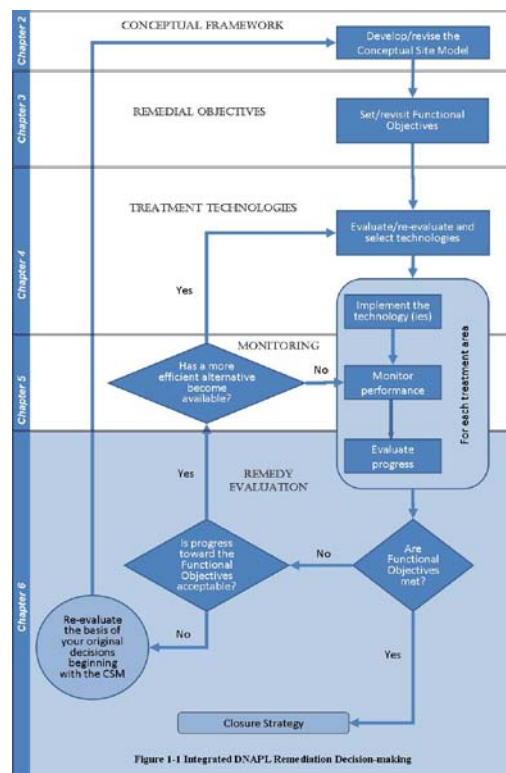 Chapter 2
CONCEPTUAL FRAMEWORK
Develop/revise the
Conceptual Site Model
Chapter 3
REMEDIAL OBJECTIVES
Set/revisit Functional
Objectives
Chapter 4
TREATMENT TECHNOLOGIES
Evaluate/re-evaluate and
select technologies
Yes
Implement the
technology (ies)
For each treatment area
Chapter 5
MONITORING
Has a more
efficient alternative
become
available?
No
Monitor
performance
Evaluate
progress
Chapter 6
Yes
REMEDY
EVALUATION
Is progress
toward the
Functional
Objectives
acceptable?
No
Are
Functional
Objectives
met?
Re-evaluate
the basis of
your original
decisions
beginning
with the CSM
No
Yes
Closure Strategy
Figure 1-1 Integrated DNAPL Remediation Decision-making